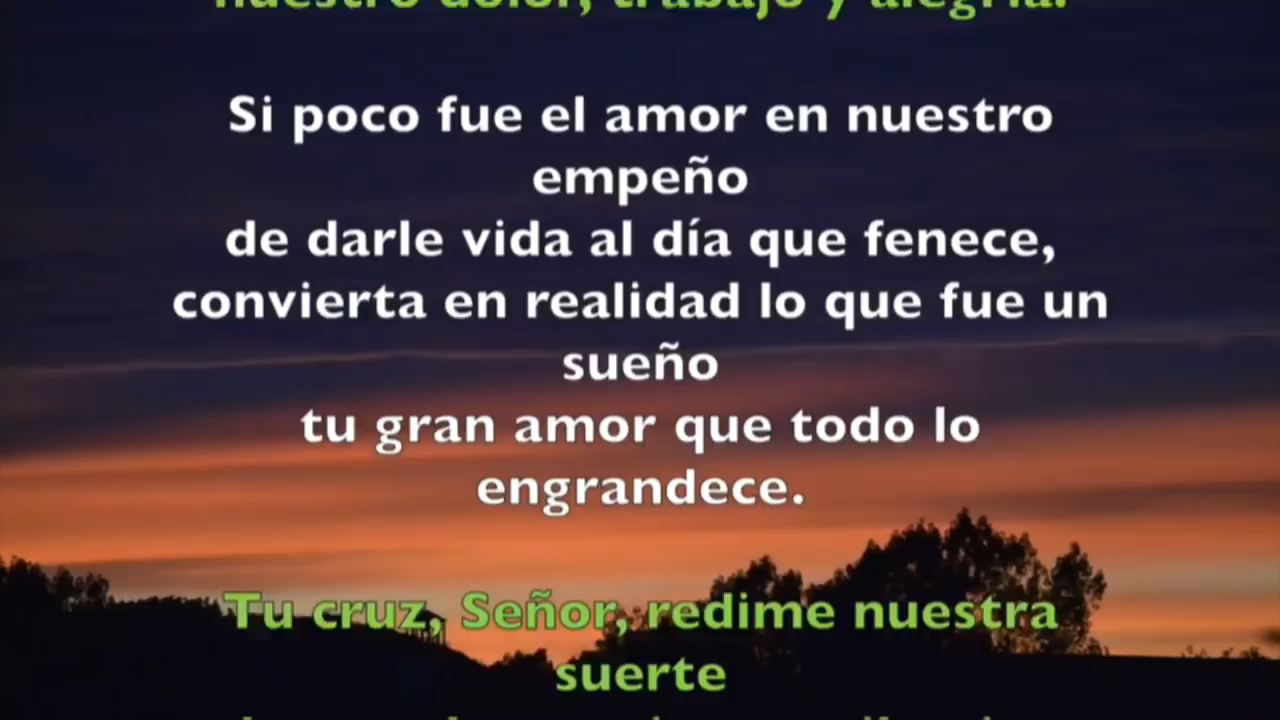 nuestro dolor, trabajo y alegría.
Si poco fue el amor en nuestro
empeño
de darle vida al día que fenece,
convierta en realidad lo que fue un
sueño
tu gran amor que todo lo
engrandece.
Tu cruz, Señor, redime nuestra
suerte